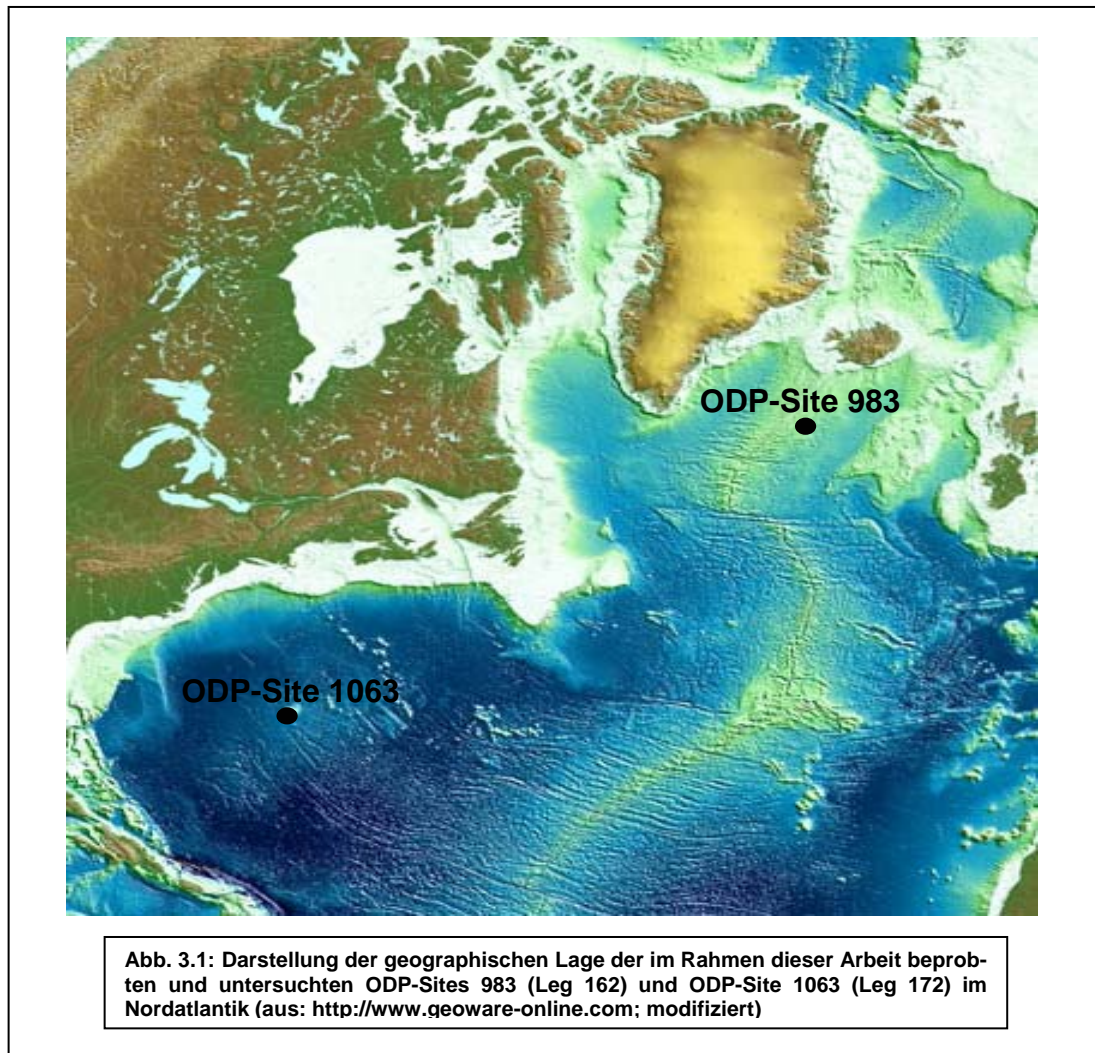 ODP-Site 983
ODP-Site 1063
Abb. 3.1: Darstellung der geographischen Lage der im Rahmen dieser Arbeit beprob-
ten und untersuchten ODP-Sites 983 (Leg 162) und ODP-Site 1063 (Leg 172) im
Nordatlantik (aus: http://www.geoware-online.com; modifiziert)